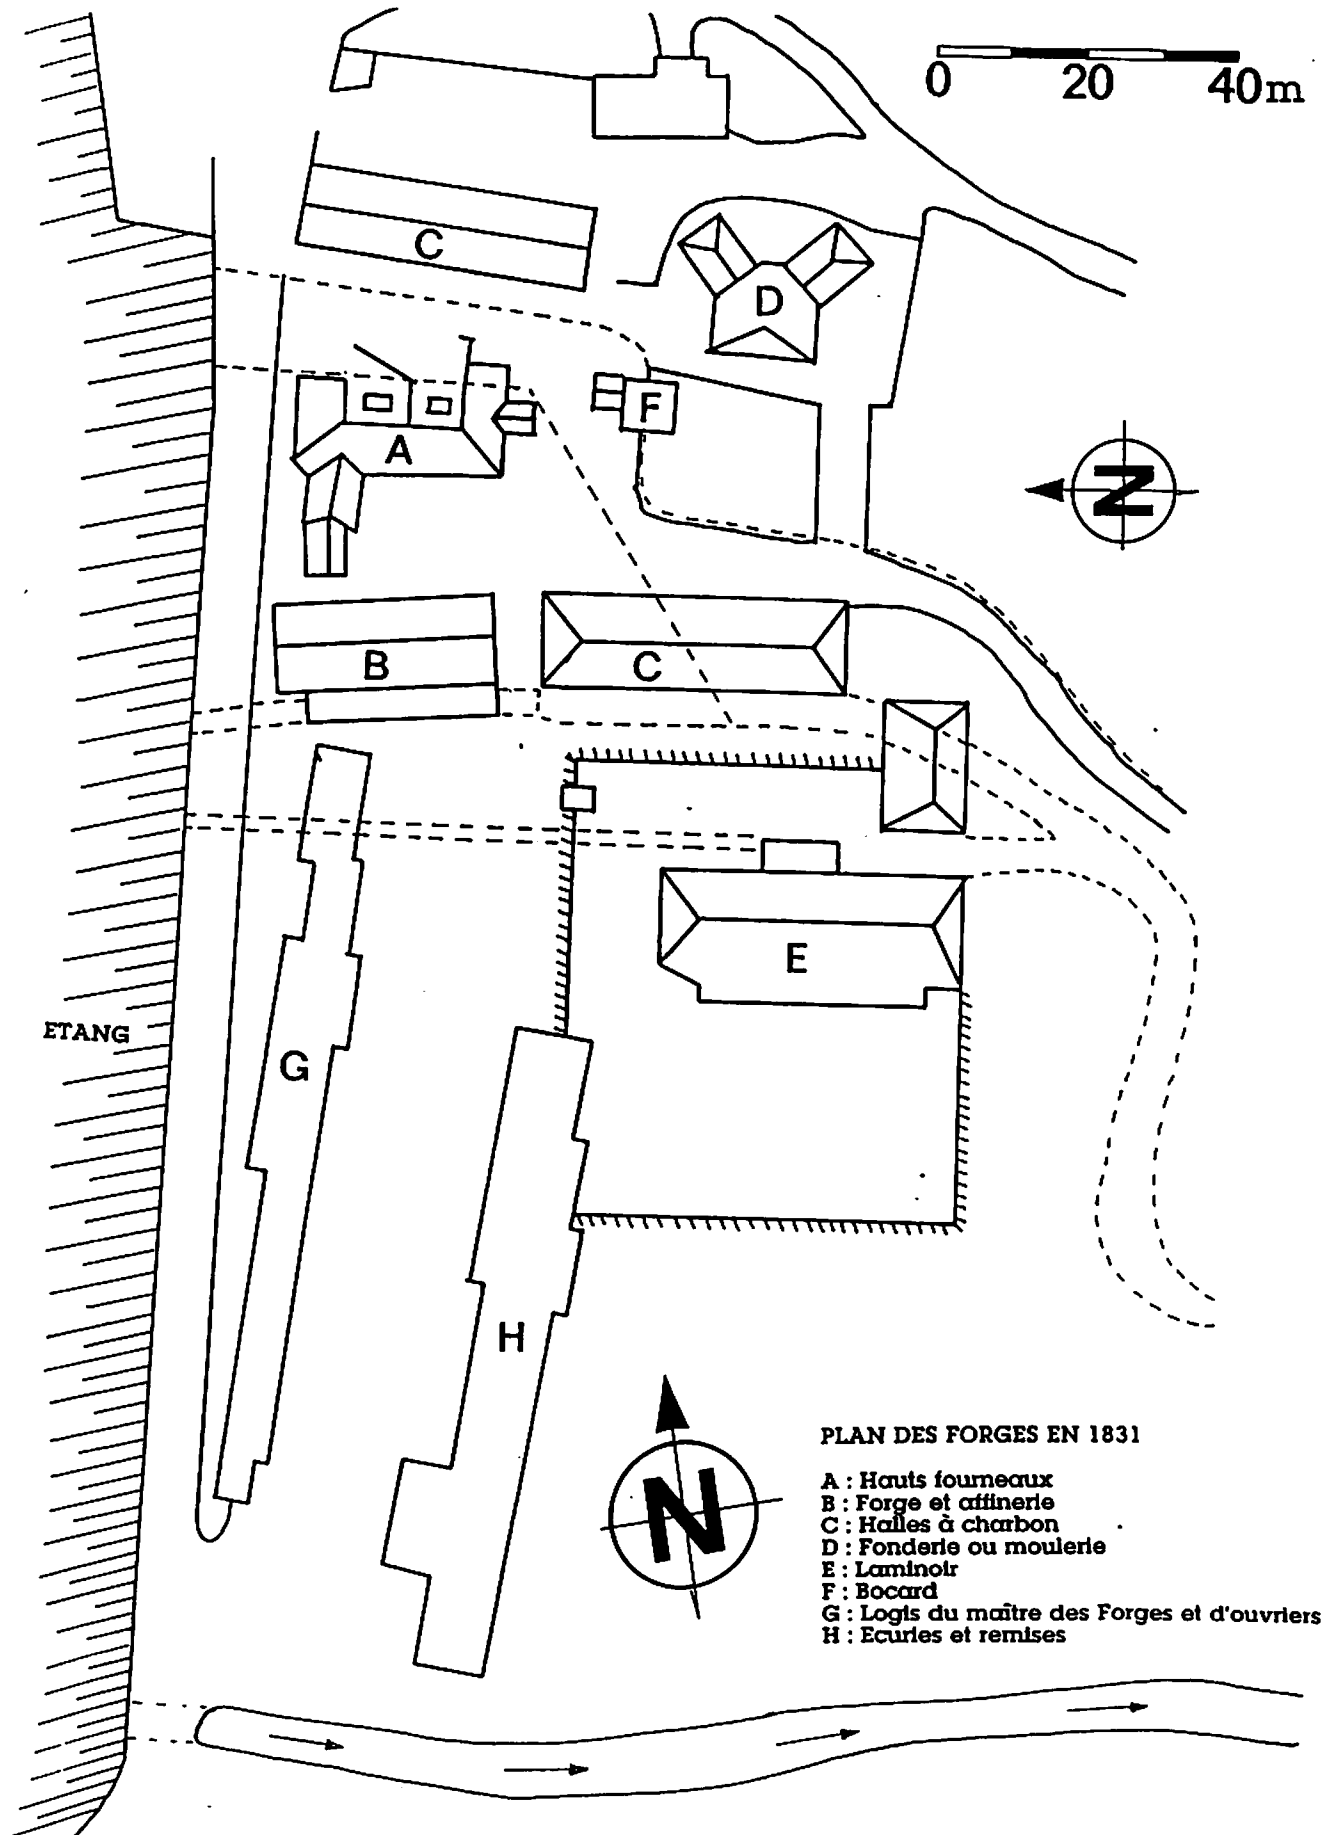 0 20 40m
C
D
F
A
N
B
C
E
ETANG
G
H
N
PLAN DES FORGES EN 1831
A : Hauts fourneaux
B : Forge et affinerie
C : Halles à charbon
D : Fonderie ou moulerie
E : Laminoir
F : Bocard
G : Logis du maître des Forges et d'ouvriers
H : Ecuries et remises